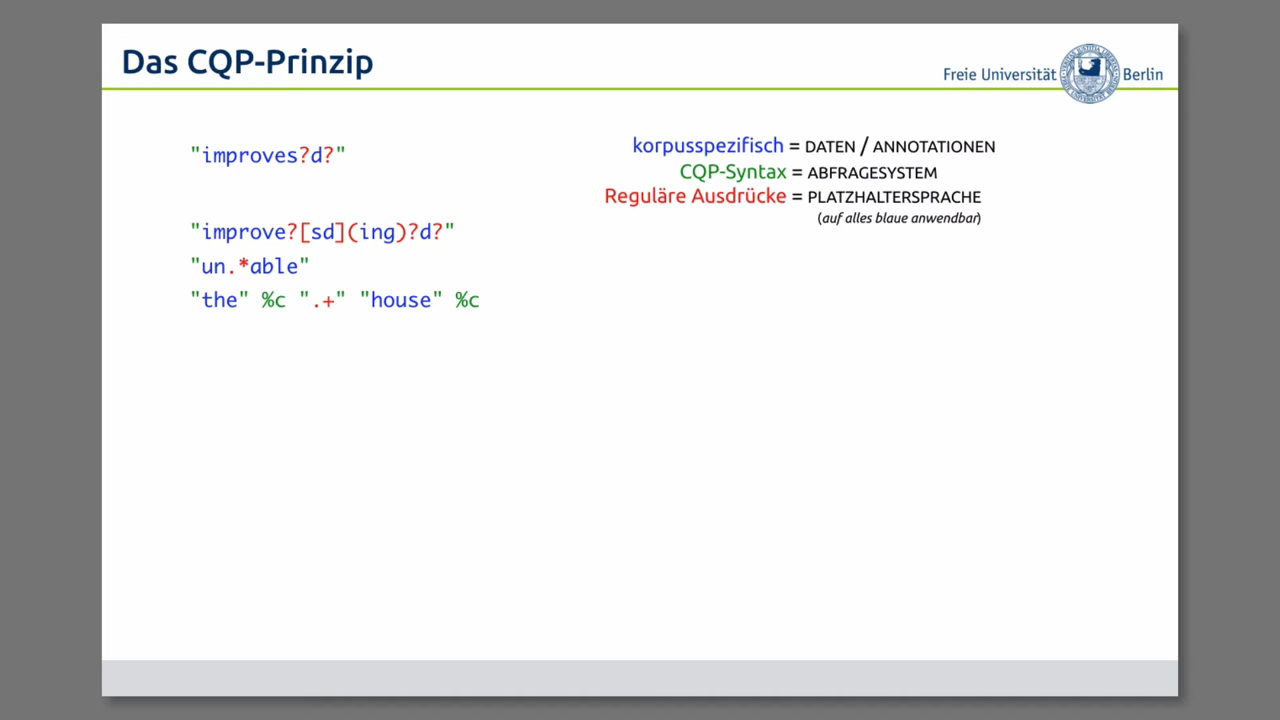 Das CQP-Prinzip
Freie Universität Berlin
"improves?d?"
"improve?[sd](ing)?d?"
"un.*able"
"the" %c ".+" "house" %c
korpusspezifisch = DATEN / ANNOTATIONEN
CQP-Syntax = ABFRAGESYSTEM
Reguläre Ausdrücke = PLATZHALTERSPRACHE
(auf alles blaue anwendbar)